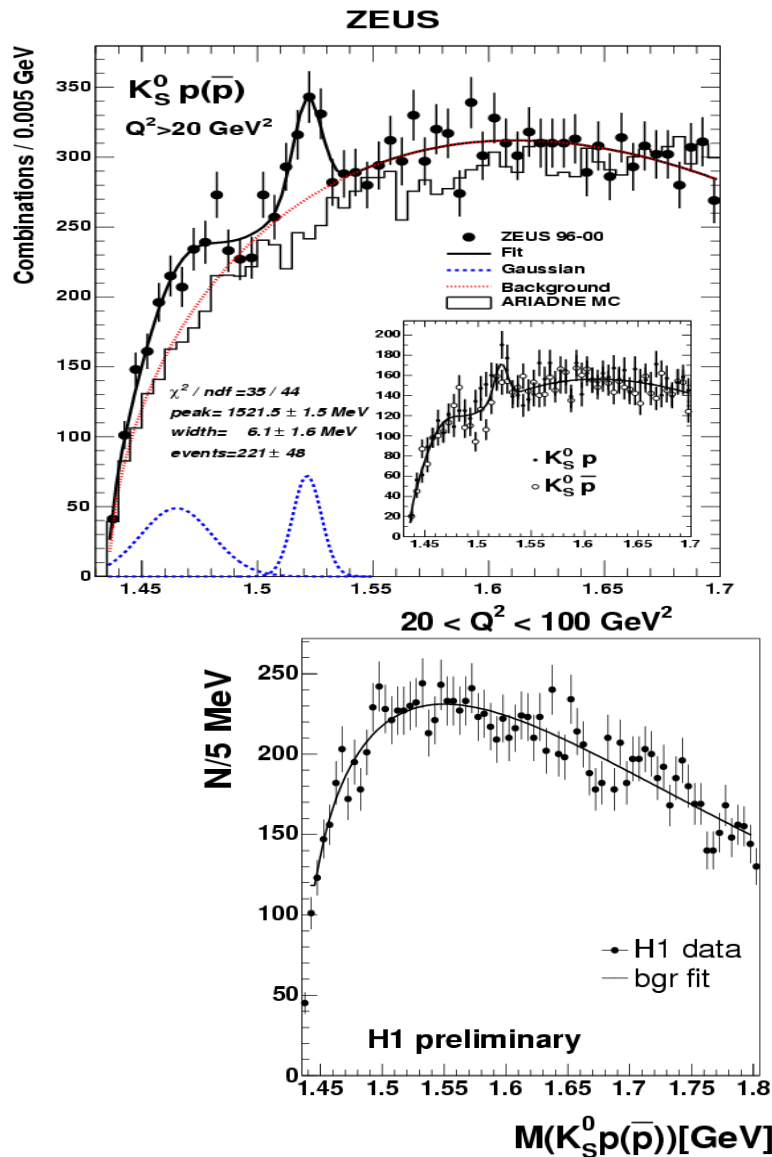 ZEUS
Combinations / 0.005 GeV
350
300
250
200
150
100
50
0
K⁰S p(p̄)
Q²>20 GeV²
ZEUS 96-00
Fit
Gaussian
Background
ARIADNE MC
χ² / ndf =35 / 44
peak= 1521.5 ± 1.5 MeV
width= 6.1 ± 1.6 MeV
events=221 ± 48
200
180
160
140
120
100
80
60
40
20
0
K⁰S p
K⁰S p̄
1.45 1.5 1.55 1.6 1.65 1.7
1.45 1.5 1.55 1.6 1.65 1.7
20 < Q² < 100 GeV²
N/5 MeV
250
200
150
100
50
0
H1 data
bgr fit
H1 preliminary
1.45 1.5 1.55 1.6 1.65 1.7 1.75 1.8
M(K⁰S p(p̄))[GeV]